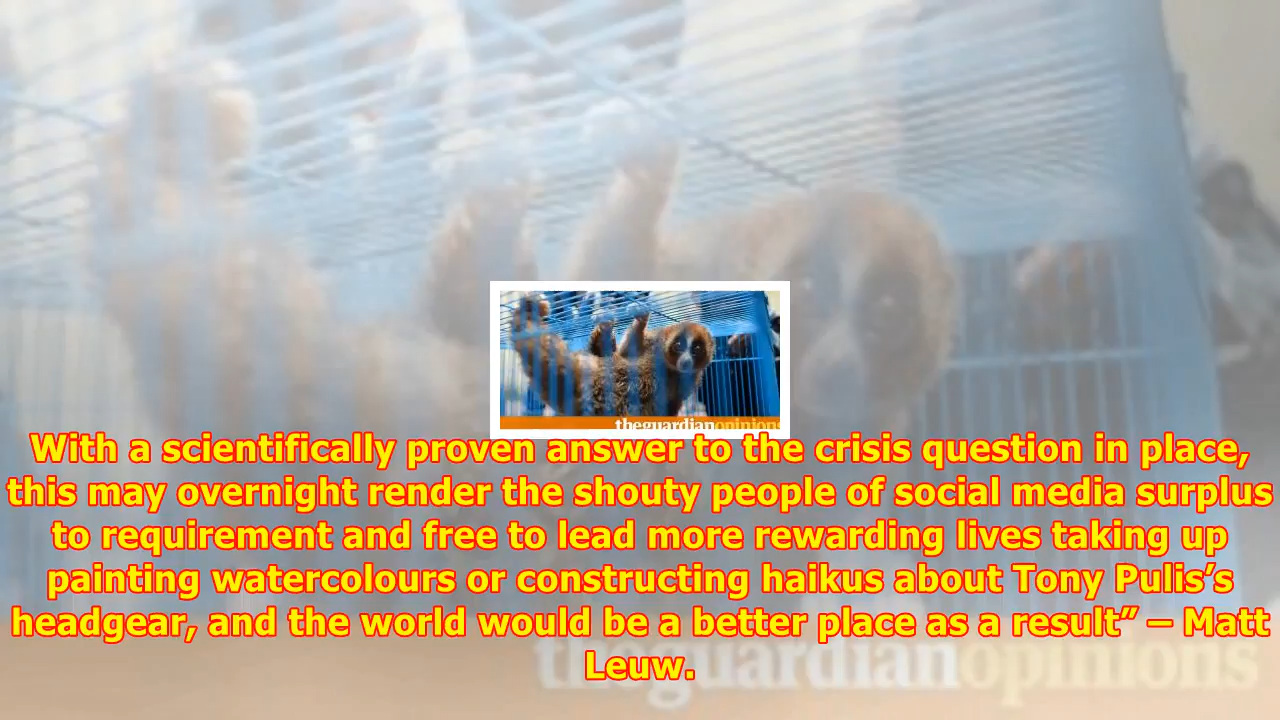 theguardianopinions
With a scientifically proven answer to the crisis question in place,
this may overnight render the shouty people of social media surplus
to requirement and free to lead more rewarding lives taking up
painting watercolours or constructing haikus about Tony Pulis’s
headgear, and the world would be a better place as a result” – Matt
Leuw.
theguardianopinions